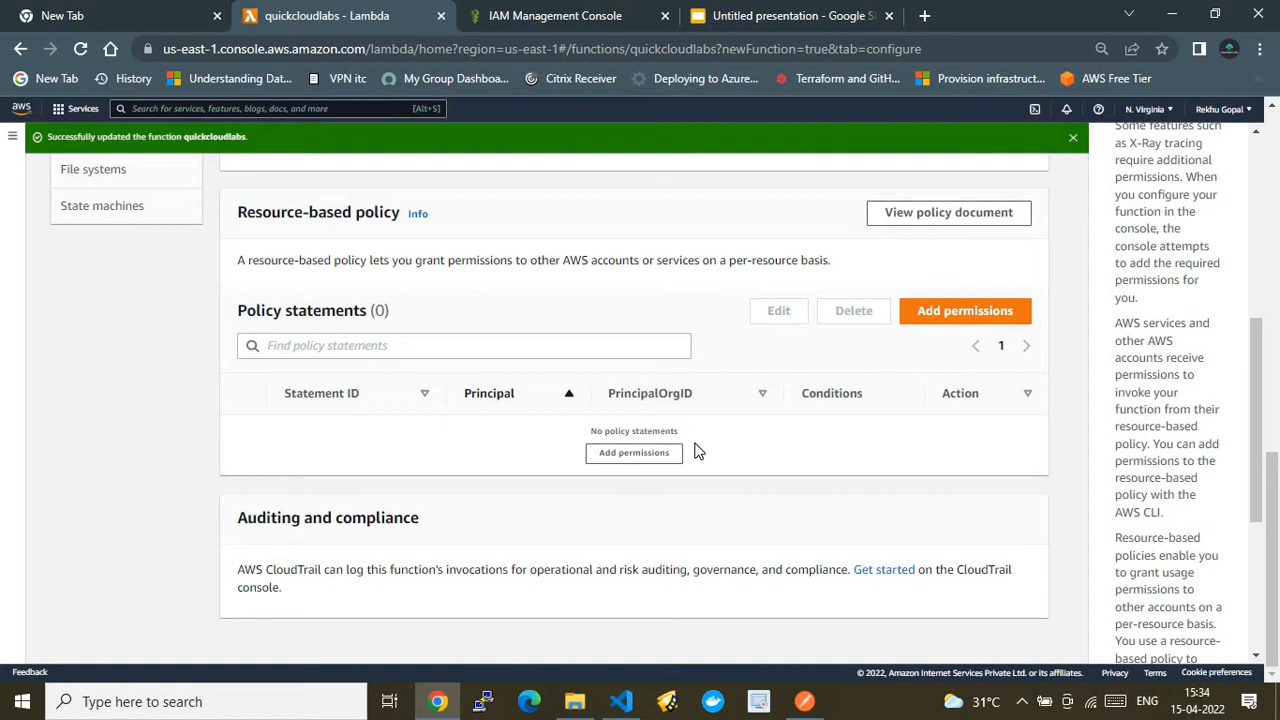 New Tab
quickcloudlabs - Lambda
IAM Management Console
Untitled presentation - Google S
us-east-1.console.aws.amazon.com/lambda/home?region=us-east-1#/functions/quickcloudlabs?newFunction=true&tab=configure
New Tab
History
Understanding Dat...
VPN itc
My Group Dashboa...
Citrix Receiver
Deploying to Azure...
Terraform and GitH...
Provision infrastruct...
AWS Free Tier
aws
Services
Search for services, features, blogs, docs, and more
[Alt+S]
N. Virginia
Rekhu Gopal
Successfully updated the function quickcloudlabs.
File systems
State machines
Resource-based policy Info
View policy document
A resource-based policy lets you grant permissions to other AWS accounts or services on a per-resource basis.
Policy statements (0)
Edit
Delete
Add permissions
Find policy statements
1
Statement ID
Principal
PrincipalOrgID
Conditions
Action
No policy statements
Add permissions
Auditing and compliance
AWS CloudTrail can log this function's invocations for operational and risk auditing, governance, and compliance. Get started on the CloudTrail
console.
Some features such
as X-Ray tracing
require additional
permissions. When
you configure your
function in the
console, the
console attempts
to add the required
permissions for
you.
AWS services and
other AWS
accounts receive
permissions to
invoke your
function from their
resource-based
policy. You can add
permissions to the
resource-based
policy with the
AWS CLI.
Resource-based
policies enable you
to grant usage
permissions to
other accounts on a
per-resource basis.
You use a resource-
based policy to
Feedback
© 2022, Amazon Internet Services Private Ltd. or its affiliates.
Privacy
Terms
Cookie preferences
Type here to search
31°C
ENG
15:34
15-04-2022